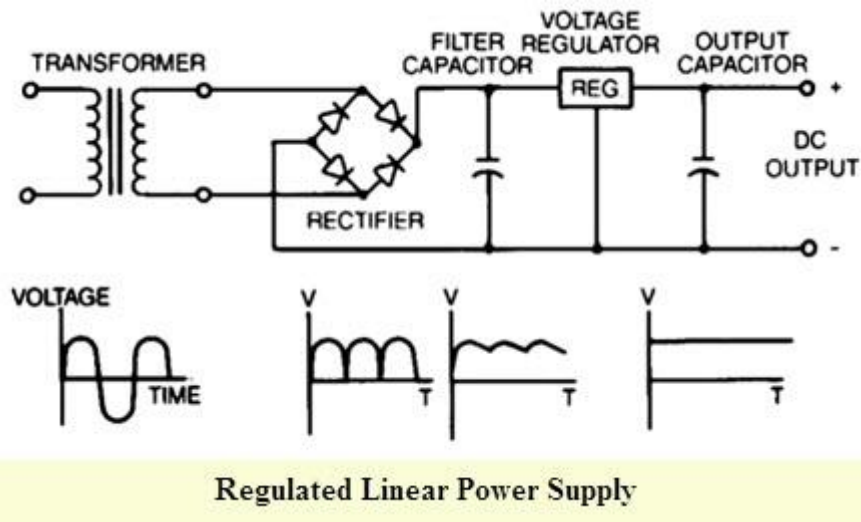 TRANSFORMER
FILTER
CAPACITOR
VOLTAGE
REGULATOR
OUTPUT
CAPACITOR
REG
+
DC
OUTPUT
RECTIFIER
-
VOLTAGE
TIME
V
T
V
T
V
T
Regulated Linear Power Supply